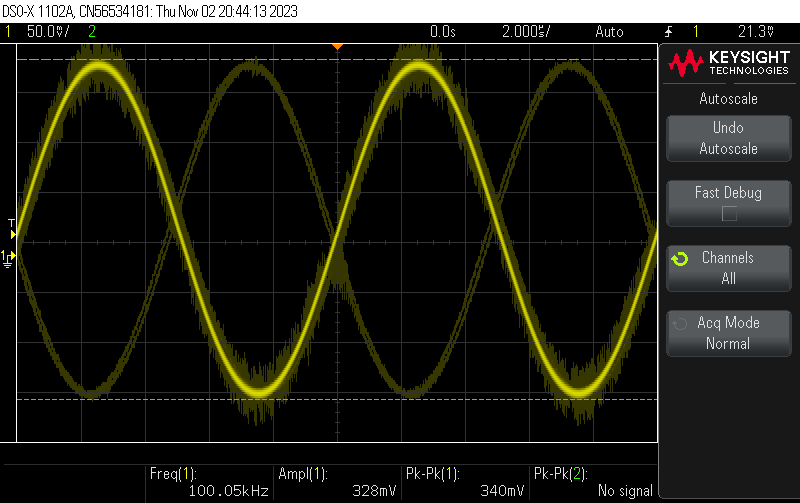 DSO-X 1102A, CN56534181: Thu Nov 02 20:44:13 2023
1 50.0V/ 2 0.0s 2.000s/ Auto 1 21.3V
KEYSIGHT
TECHNOLOGIES
Autoscale
Undo
Autoscale
Fast Debug
Channels
All
Acq Mode
Normal
T
1
Freq(1): Ampl(1): Pk-Pk(1): Pk-Pk(2):
100.05kHz 328mV 340mV No signal